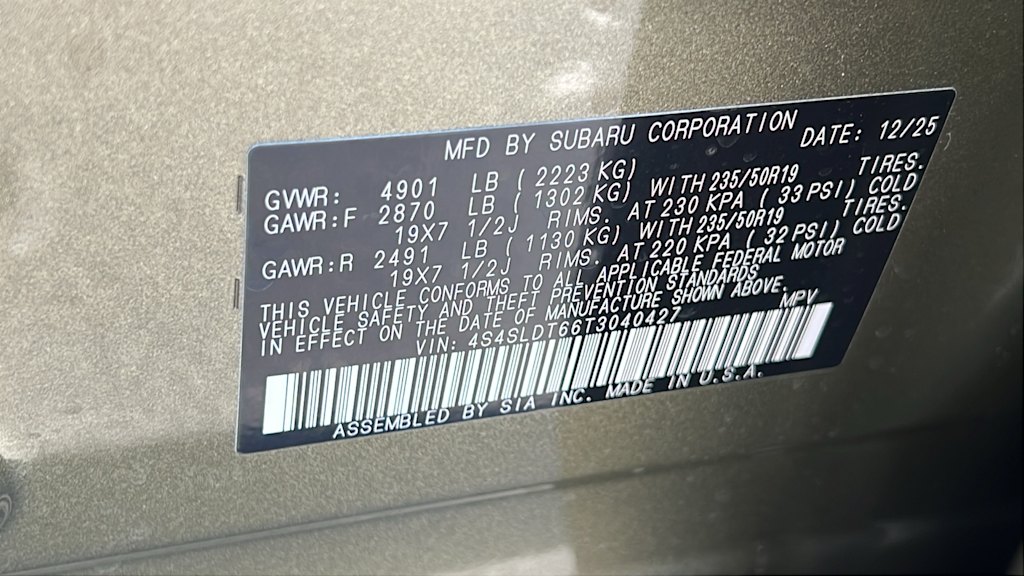 MFD BY SUBARU CORPORATION DATE: 12/25
GVWR: 4901 LB ( 2223 KG)
GAWR:F 2870 LB ( 1302 KG) WITH 235/50R19 TIRES.
19X7 1/2J RIMS. AT 230 KPA ( 33 PSI) COLD
GAWR:R 2491 LB ( 1130 KG) WITH 235/50R19 TIRES.
19X7 1/2J RIMS. AT 220 KPA ( 32 PSI) COLD
THIS VEHICLE CONFORMS TO ALL APPLICABLE FEDERAL MOTOR
VEHICLE SAFETY AND THEFT PREVENTION STANDARDS
IN EFFECT ON THE DATE OF MANUFACTURE SHOWN ABOVE.
VIN: 4S4SLDT66T3040427 MPV
ASSEMBLED BY SIA INC. MADE IN U.S.A.